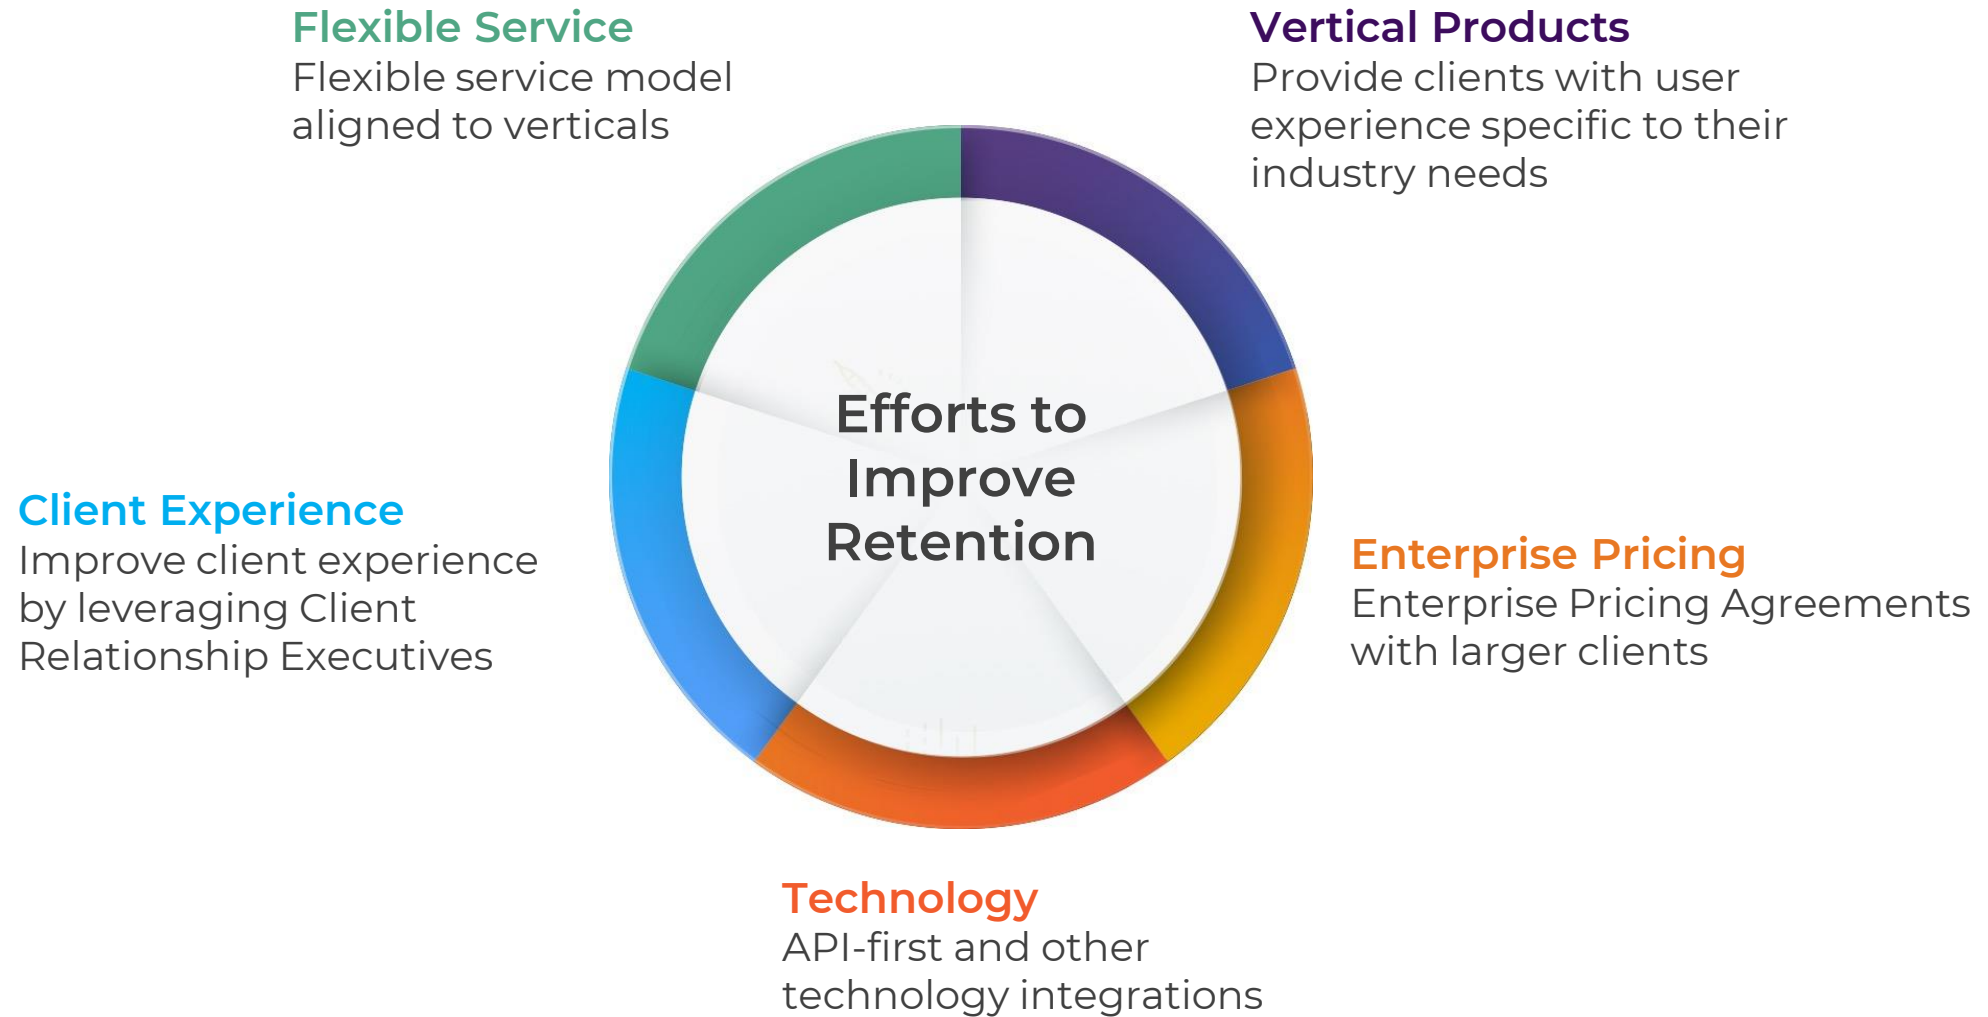 Flexible Service
Flexible service model
aligned to verticals
Vertical Products
Provide clients with user
experience specific to their
industry needs
Efforts to
Improve
Retention
Client Experience
Improve client experience
by leveraging Client
Relationship Executives
Enterprise Pricing
Enterprise Pricing Agreements
with larger clients
Technology
API-first and other
technology integrations